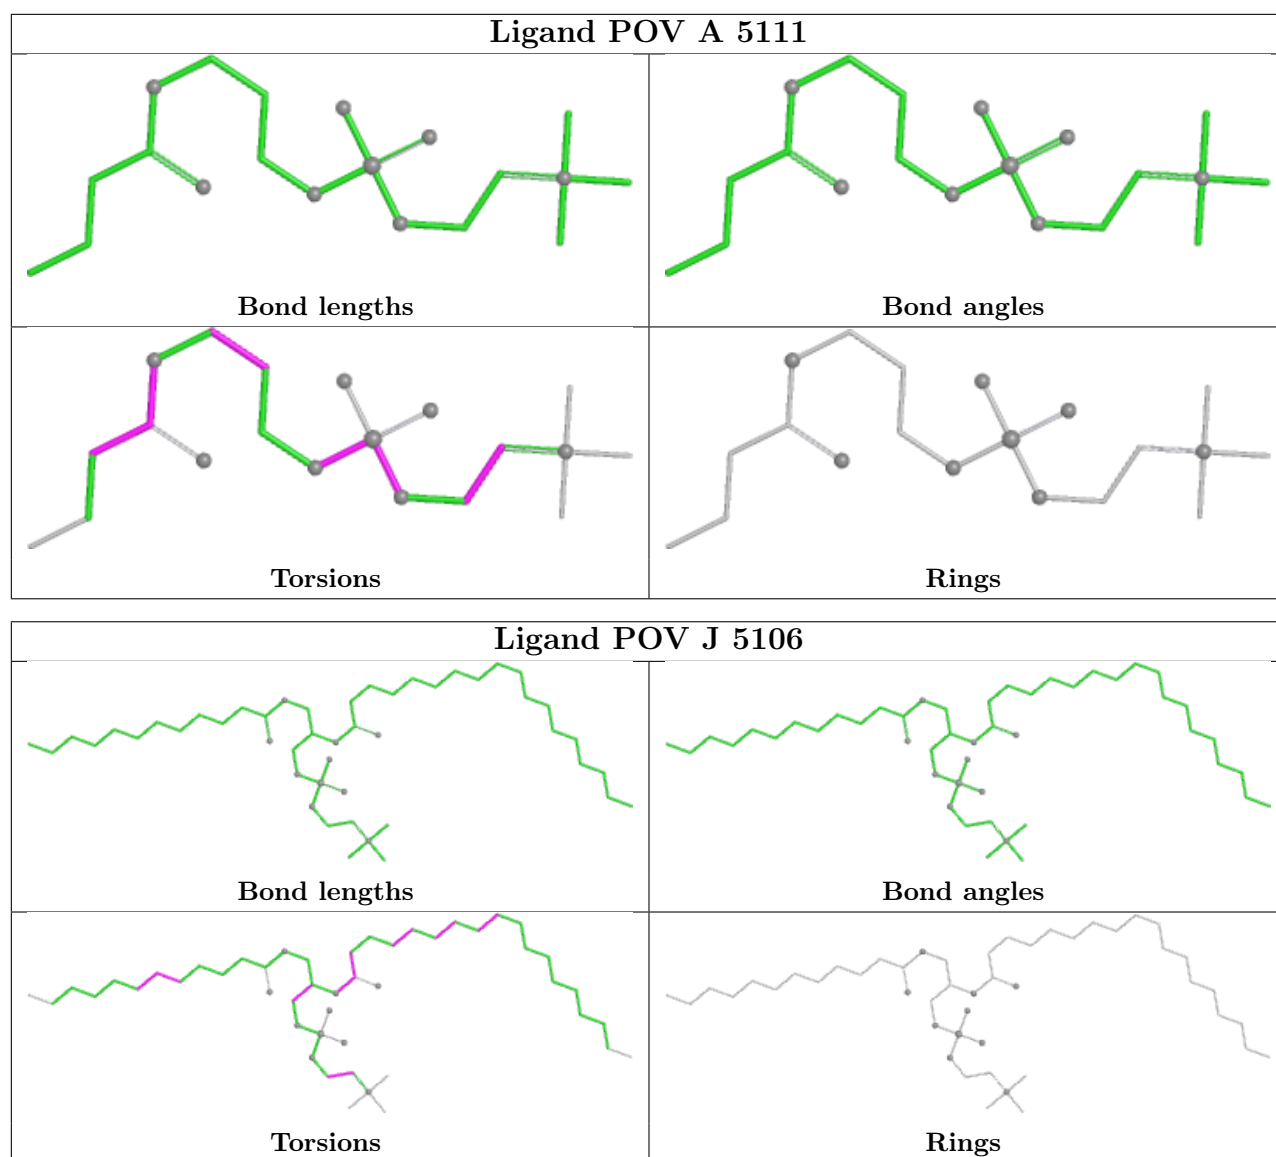 Ligand POV A 5111
Bond lengths
Bond angles
Torsions
Rings
Ligand POV J 5106
Bond lengths
Bond angles
Torsions
Rings